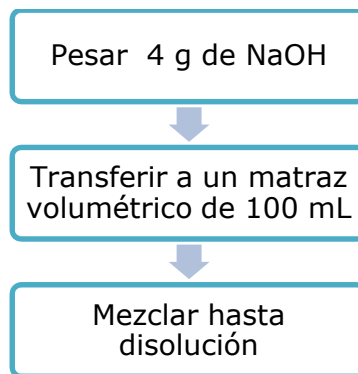 Pesar 4 g de NaOH
Transferir a un matraz
volumétrico de 100 mL
Mezclar hasta
disolución